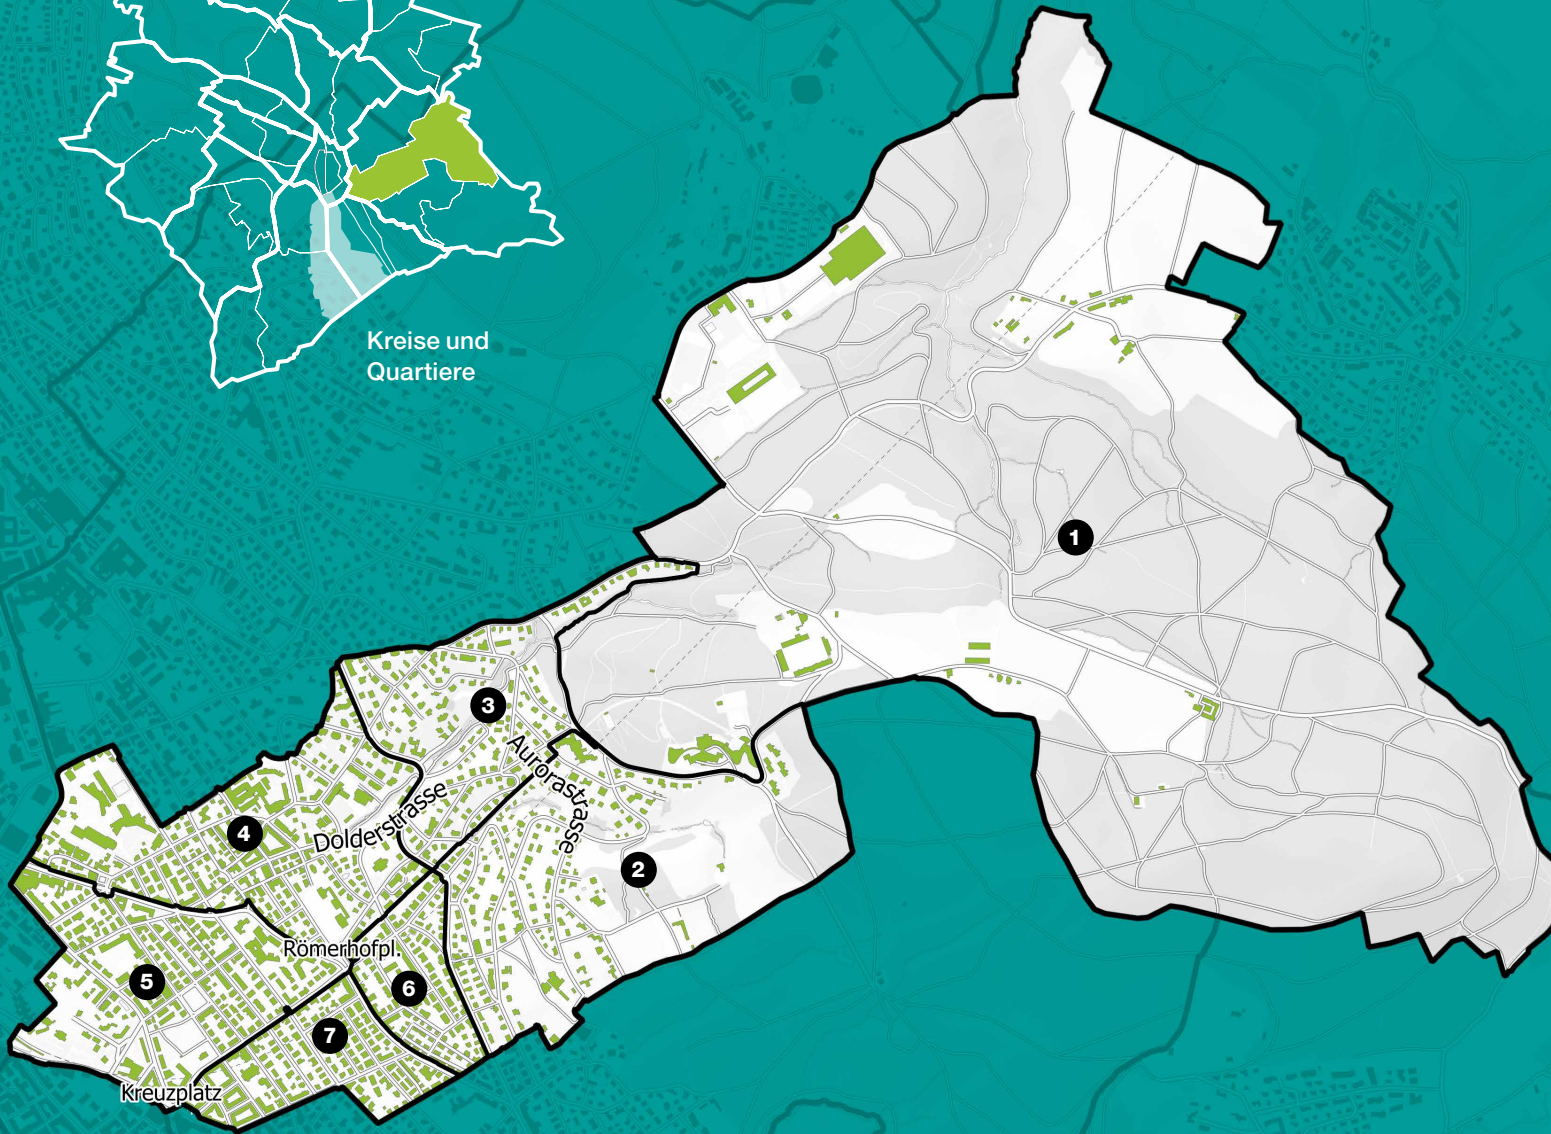 Kreise und
Quartiere
1
3
Aurorastrasse
Dolderstrasse
4
2
Römerhofpl.
5
6
7
Kreuzplatz